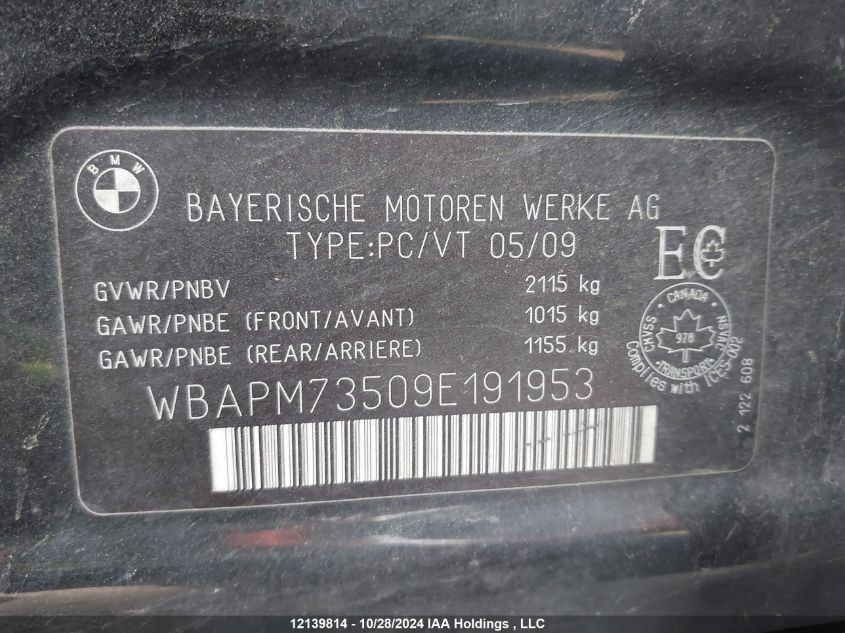 BMW
BAYERISCHE MOTOREN WERKE AG
TYPE:PC/VT 05/09
EC
GVWR/PNBV 2115 kg
GAWR/PNBE (FRONT/AVANT) 1015 kg
GAWR/PNBE (REAR/ARRIERE) 1155 kg
CANADA
CMVSS NSVAC
978
TRANSPORT
Complies with ICES-002
2 122 608
WBAPM73509E191953
12139814 - 10/28/2024 IAA Holdings , LLC